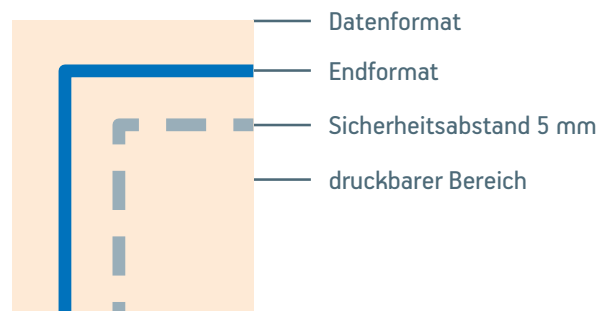 Datenformat
Endformat
Sicherheitsabstand 5 mm
druckbarer Bereich